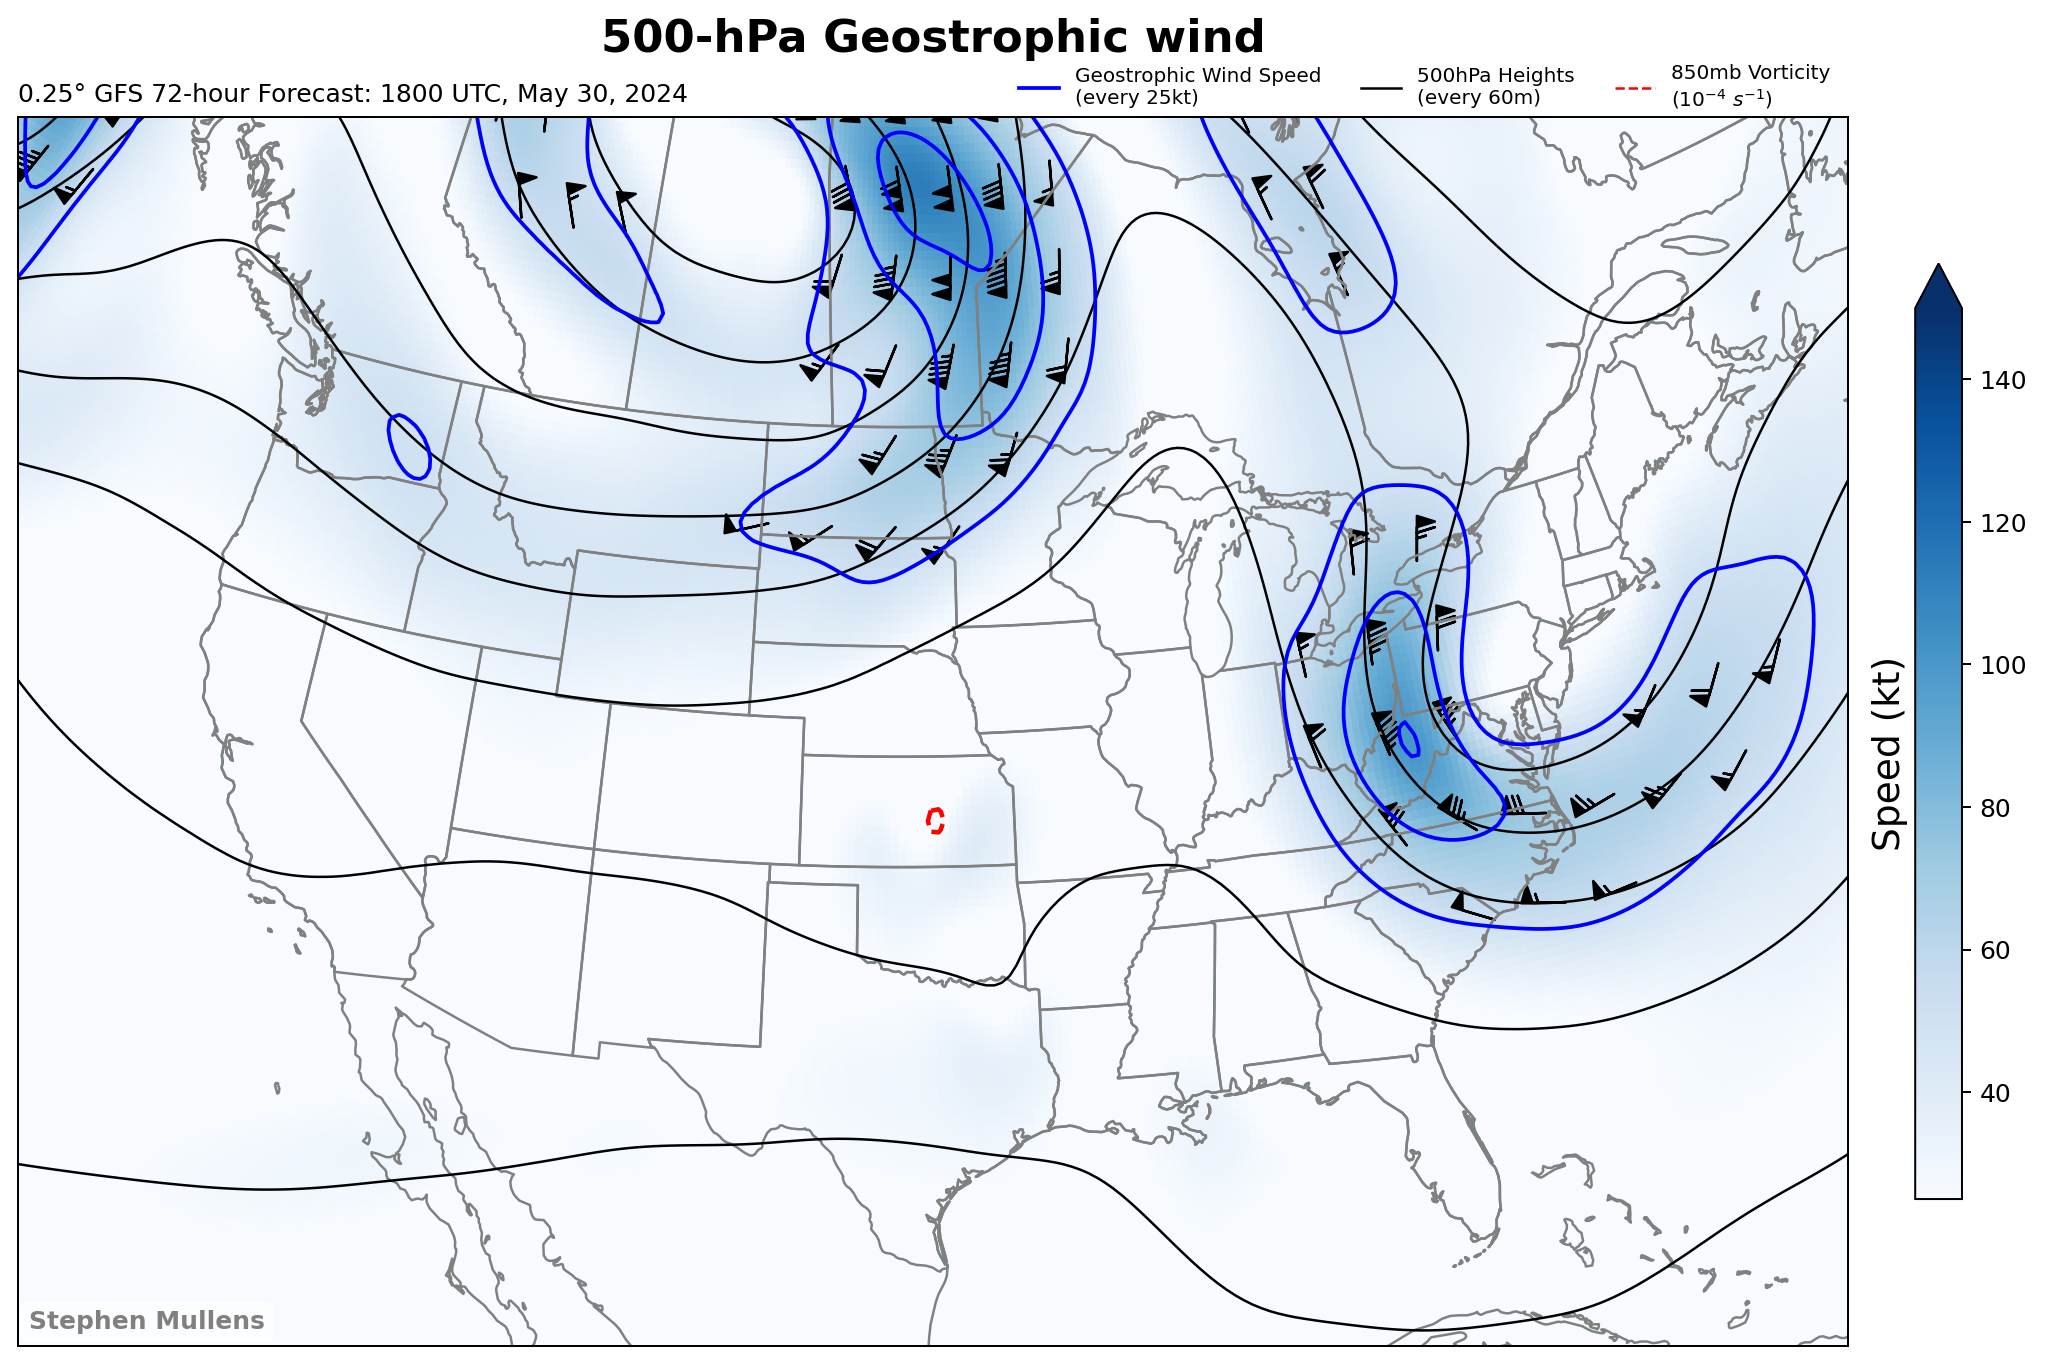 500-hPa Geostrophic wind
0.25° GFS 72-hour Forecast: 1800 UTC, May 30, 2024
Geostrophic Wind Speed
(every 25kt)
500hPa Heights
(every 60m)
850mb Vorticity
(10⁻⁴ s⁻¹)
140
120
100
80
60
40
Speed (kt)
Stephen Mullens